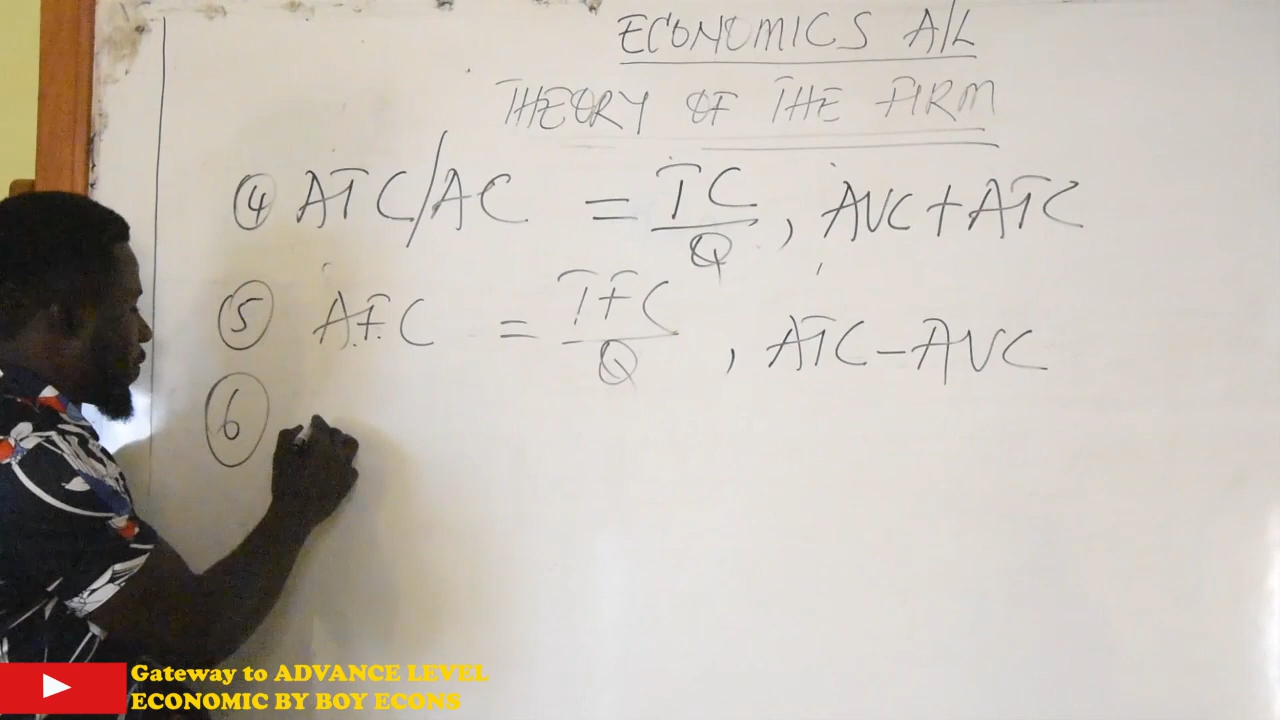 ECONOMICS A/L
THEORY OF THE FIRM
④ ATC/AC = TC/Q, AVC+ATC
⑤ AFC = TFC/Q, ATC-AVC
⑥
Gateway to ADVANCE LEVEL
ECONOMIC BY BOY ECONS